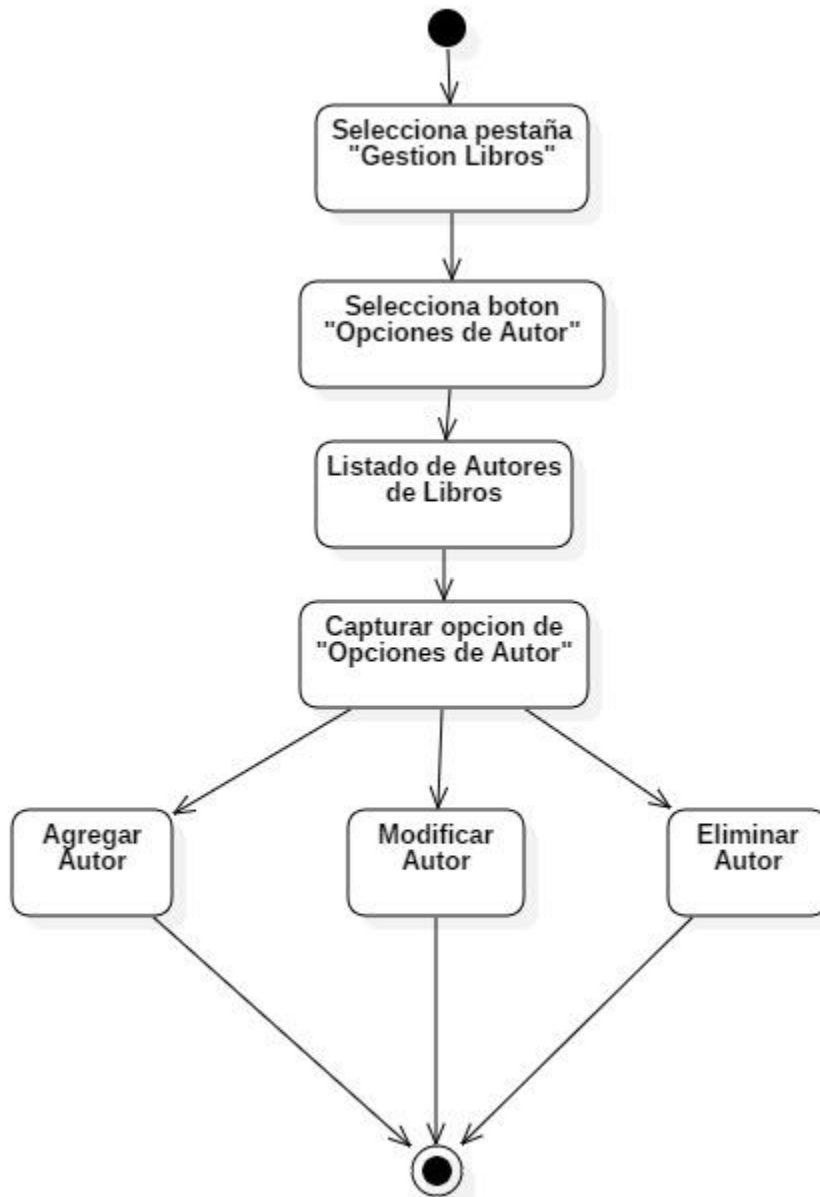 Selecciona pestaña
"Gestion Libros"
Selecciona boton
"Opciones de Autor"
Listado de Autores
de Libros
Capturar opcion de
"Opciones de Autor"
Agregar
Autor
Modificar
Autor
Eliminar
Autor